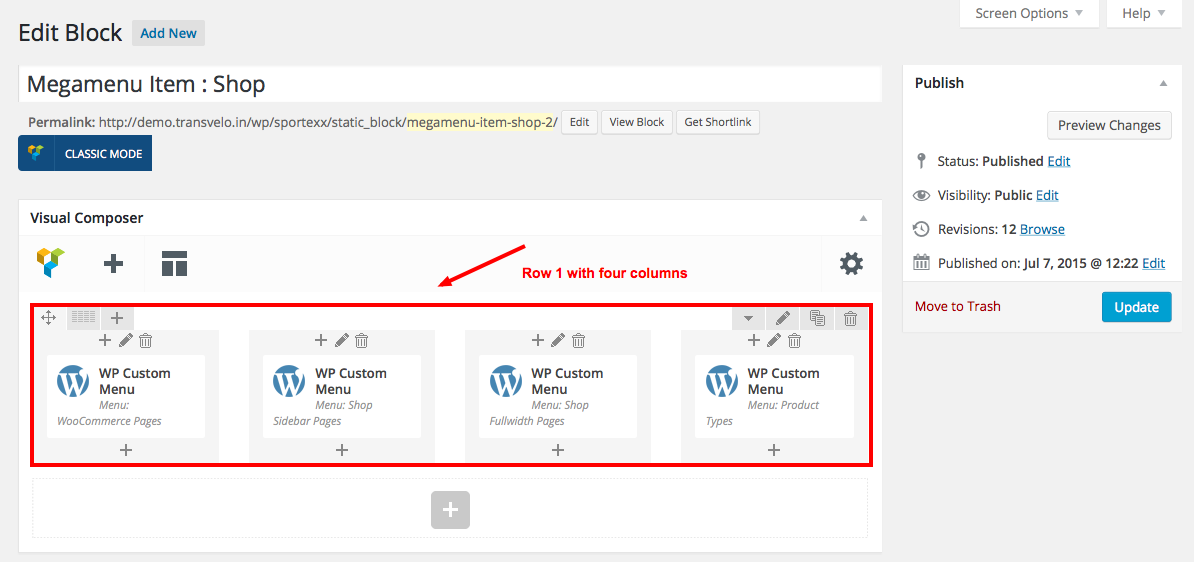 Screen Options
Help
Edit Block
Add New
Megamenu Item : Shop
Permalink: http://demo.transvelo.in/wp/sportexx/static_block/megamenu-item-shop-2/
Edit
View Block
Get Shortlink
CLASSIC MODE
Visual Composer
Row 1 with four columns
WP Custom
Menu
Menu:
WooCommerce Pages
WP Custom
Menu
Menu: Shop
Sidebar Pages
WP Custom
Menu
Menu: Shop
Fullwidth Pages
WP Custom
Menu
Menu: Product
Types
Publish
Preview Changes
Status: Published Edit
Visibility: Public Edit
Revisions: 12 Browse
Published on: Jul 7, 2015 @ 12:22 Edit
Move to Trash
Update